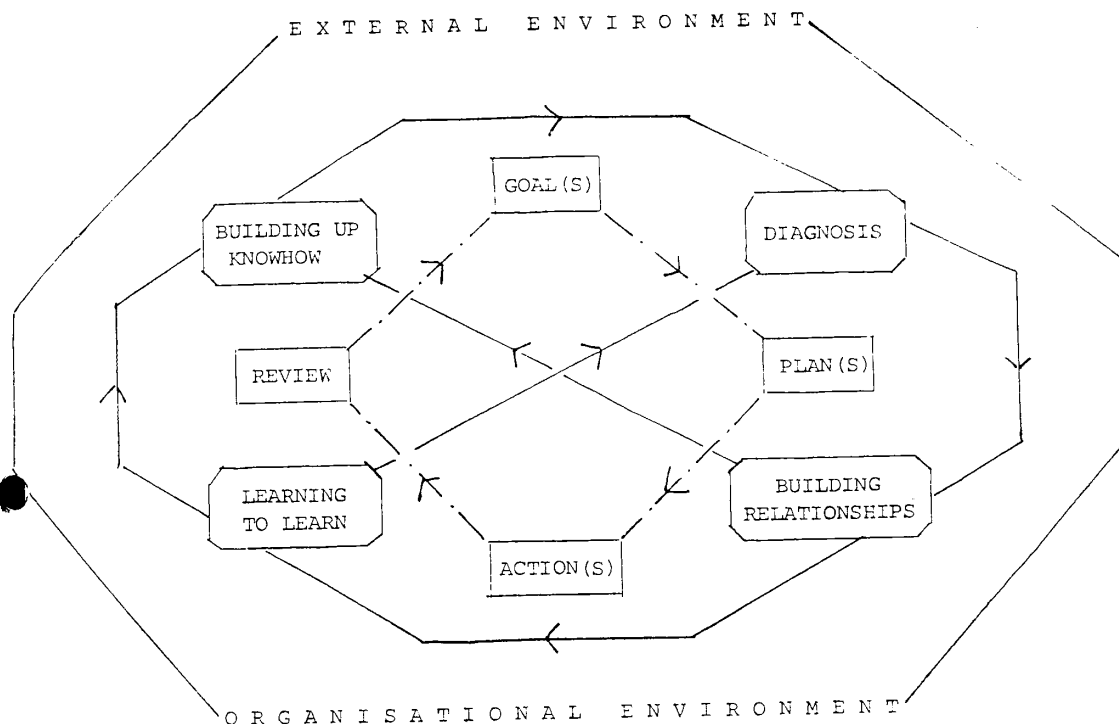 EXTERNAL ENVIRONMENT
GOAL(S)
BUILDING UP
KNOWHOW
DIAGNOSIS
REVIEW
PLAN(S)
LEARNING
TO LEARN
BUILDING
RELATIONSHIPS
ACTION(S)
ORGANISATIONAL ENVIRONMENT